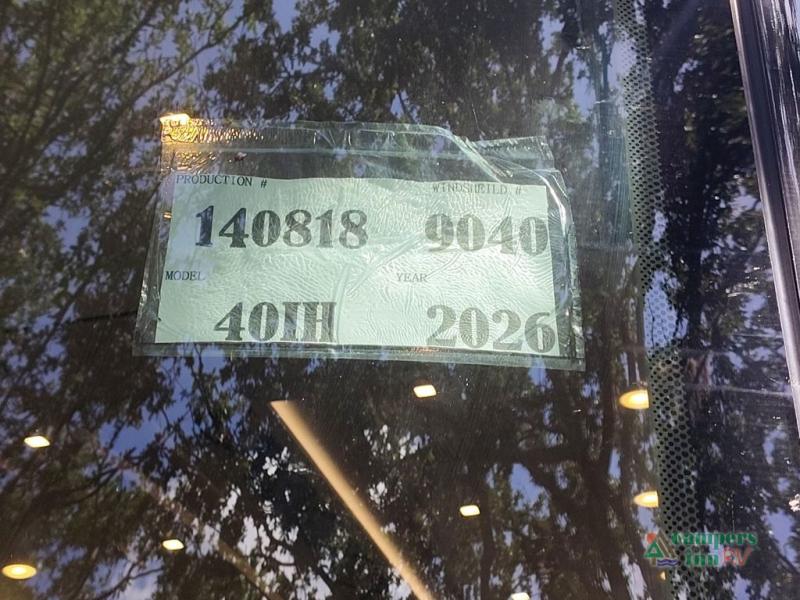 PRODUCTION # WINDSHEILD #
140818 9040
MODEL YEAR
40IH 2026
campers
inn RV